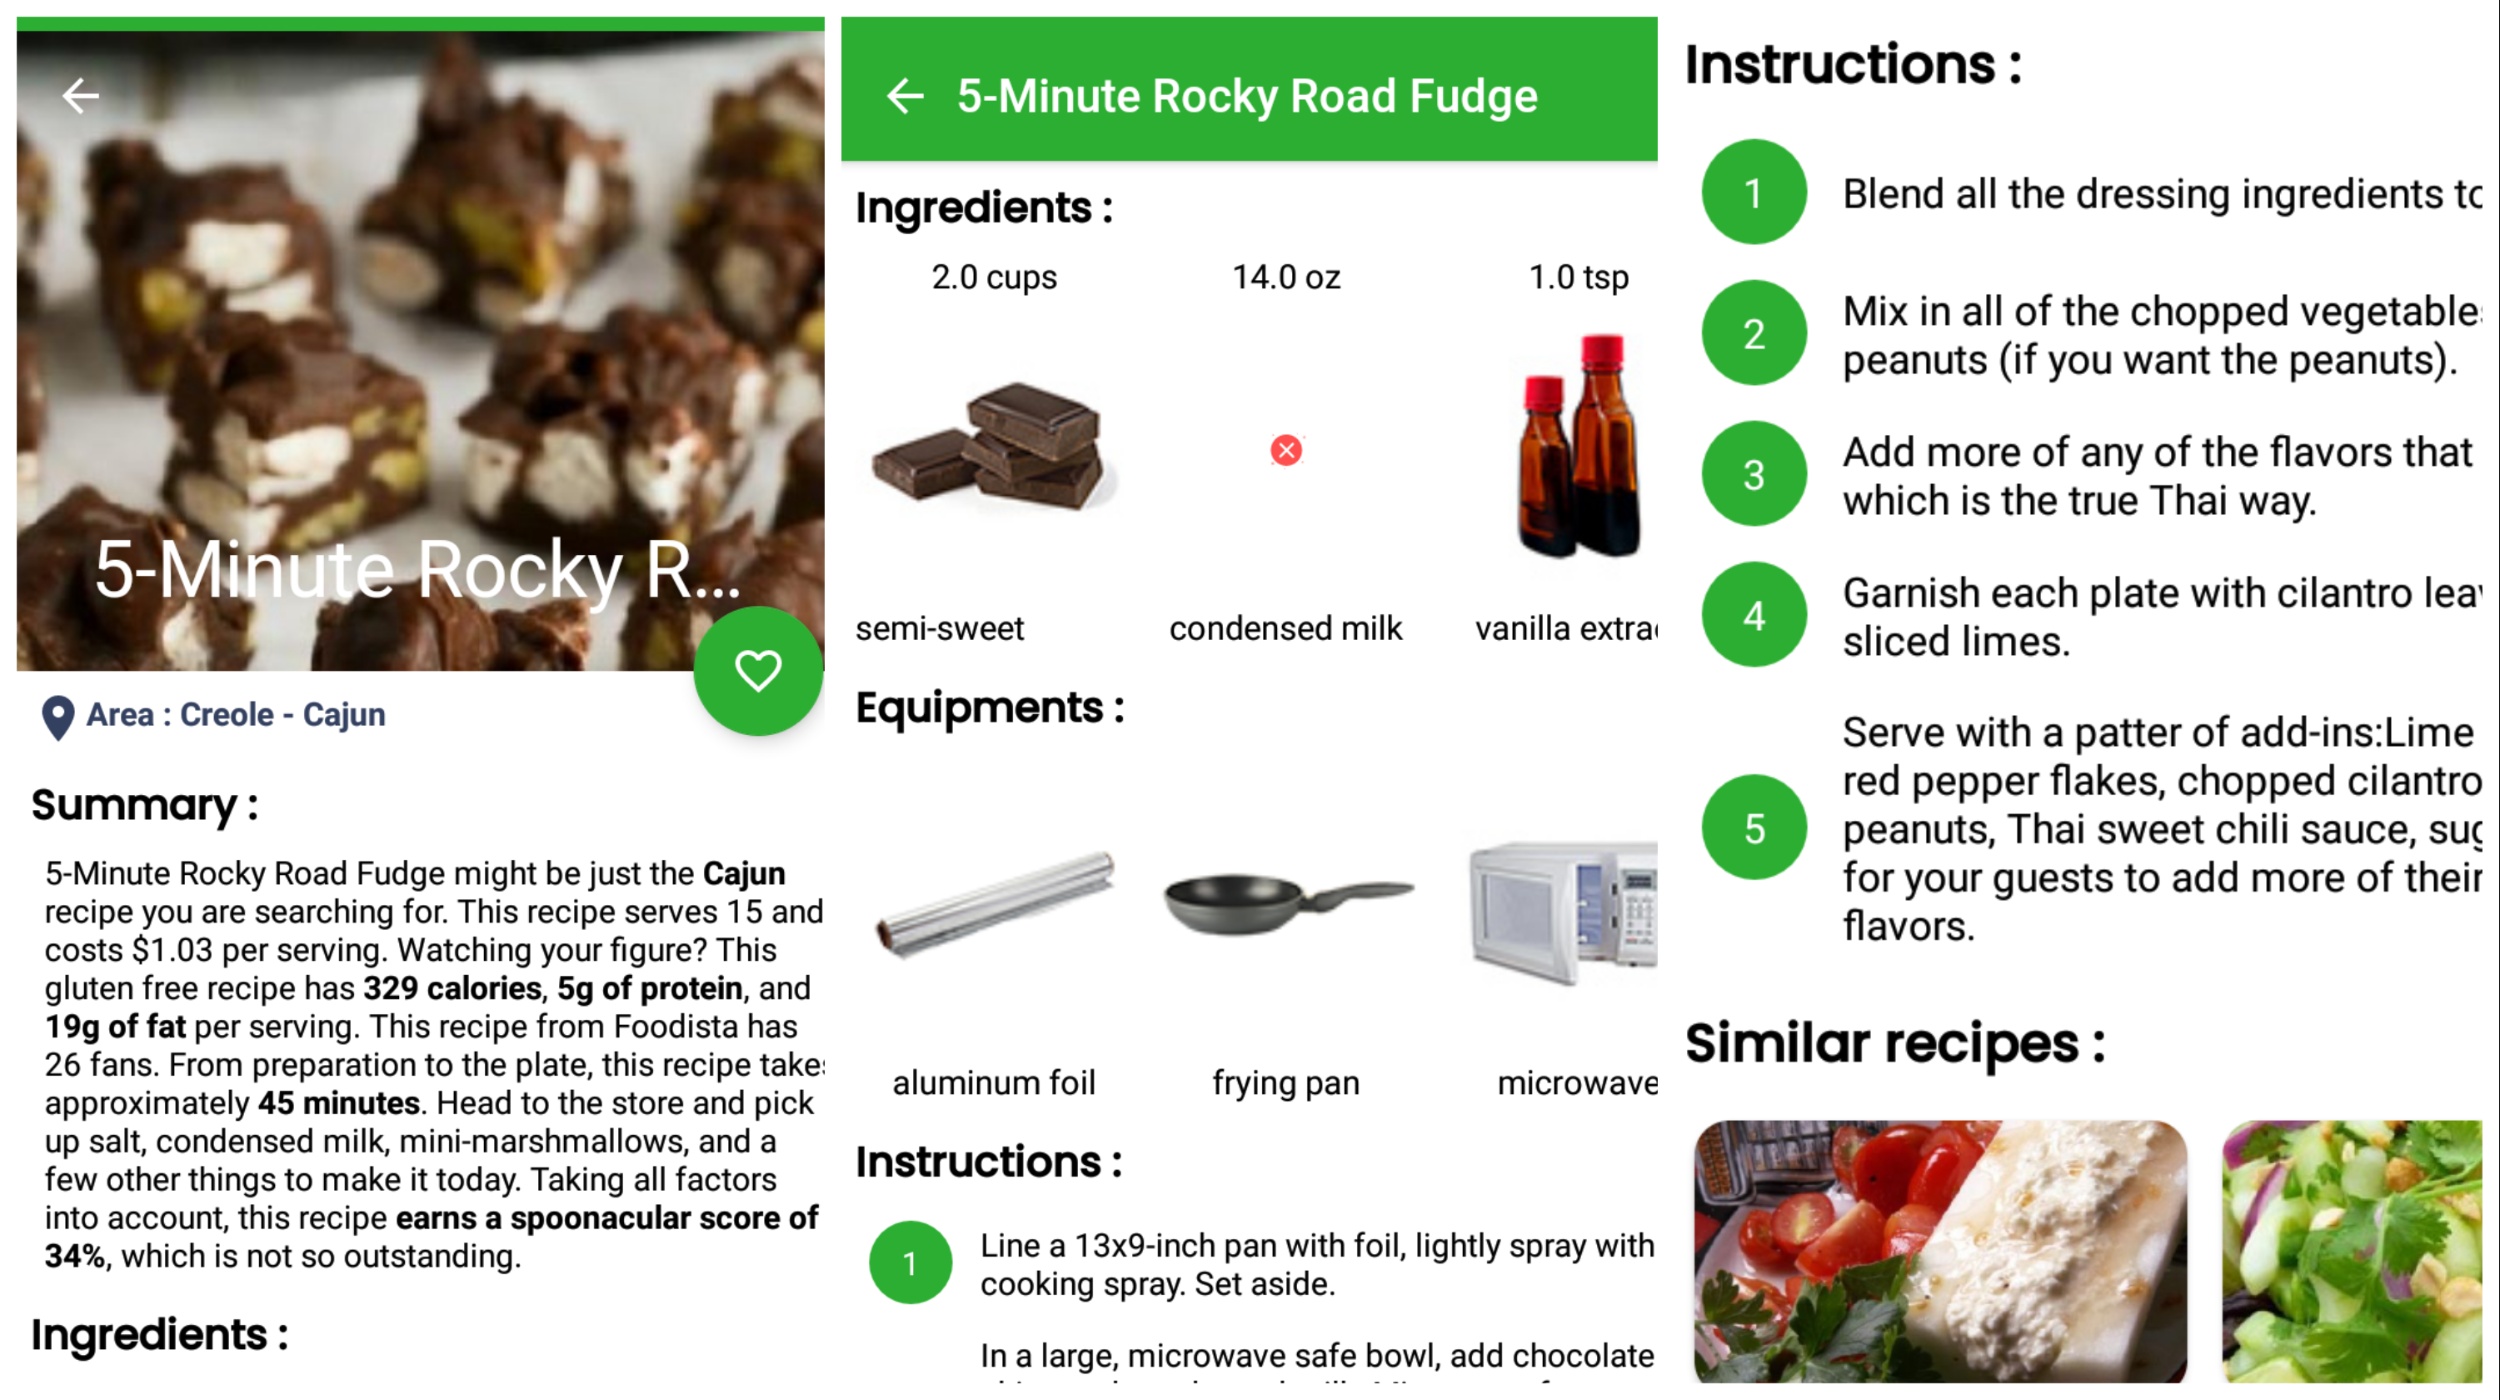 5-Minute Rocky R...
Area : Creole - Cajun
Summary :
5-Minute Rocky Road Fudge might be just the Cajun
recipe you are searching for. This recipe serves 15 and
costs $1.03 per serving. Watching your figure? This
gluten free recipe has 329 calories, 5g of protein, and
19g of fat per serving. This recipe from Foodista has
26 fans. From preparation to the plate, this recipe takes
approximately 45 minutes. Head to the store and pick
up salt, condensed milk, mini-marshmallows, and a
few other things to make it today. Taking all factors
into account, this recipe earns a spoonacular score of
34%, which is not so outstanding.
Ingredients :
5-Minute Rocky Road Fudge
Ingredients :
2.0 cups 14.0 oz 1.0 tsp
semi-sweet condensed milk vanilla extra
Equipments :
aluminum foil frying pan microwave
Instructions :
1
Line a 13x9-inch pan with foil, lightly spray with
cooking spray. Set aside.
In a large, microwave safe bowl, add chocolate
Instructions :
1
Blend all the dressing ingredients
2
Mix in all of the chopped vegetables
peanuts (if you want the peanuts).
3
Add more of any of the flavors that
which is the true Thai way.
4
Garnish each plate with cilantro
sliced limes.
5
Serve with a patter of add-ins:Lime
red pepper flakes, chopped cilantro
peanuts, Thai sweet chili sauce,
for your guests to add more of their
flavors.
Similar recipes :